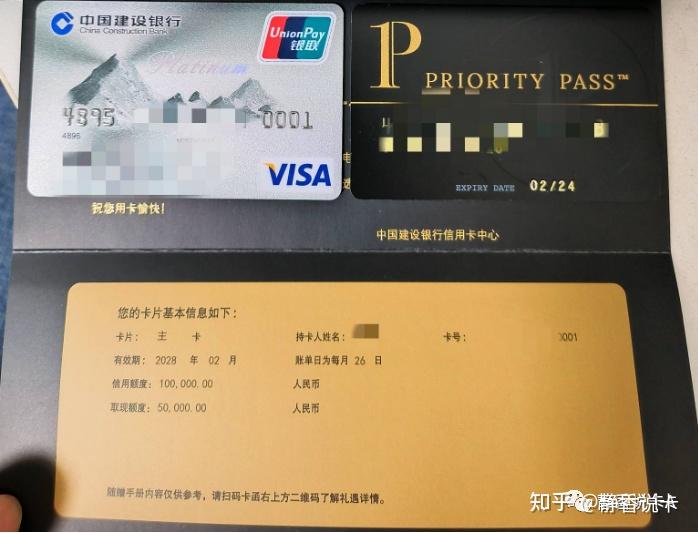 中国建设银行
China Construction Bank
UnionPay
银联
Platinum
4895 0001
4895
VISA
PRIORITY PASS™
EXPIRY DATE 02/24
祝您用卡愉快!
中国建设银行信用卡中心
您的卡片基本信息如下:
卡片: 主 卡 持卡人姓名: 卡号: 0001
有效期: 2028 年 02 月 账单日为每月 26 日
信用额度: 100,000.00 人民币
取现额度: 50,000.00 人民币
随赠手册内容仅供参考,请扫码卡函右上方二维码了解礼遇详情。
知乎 @静香说卡